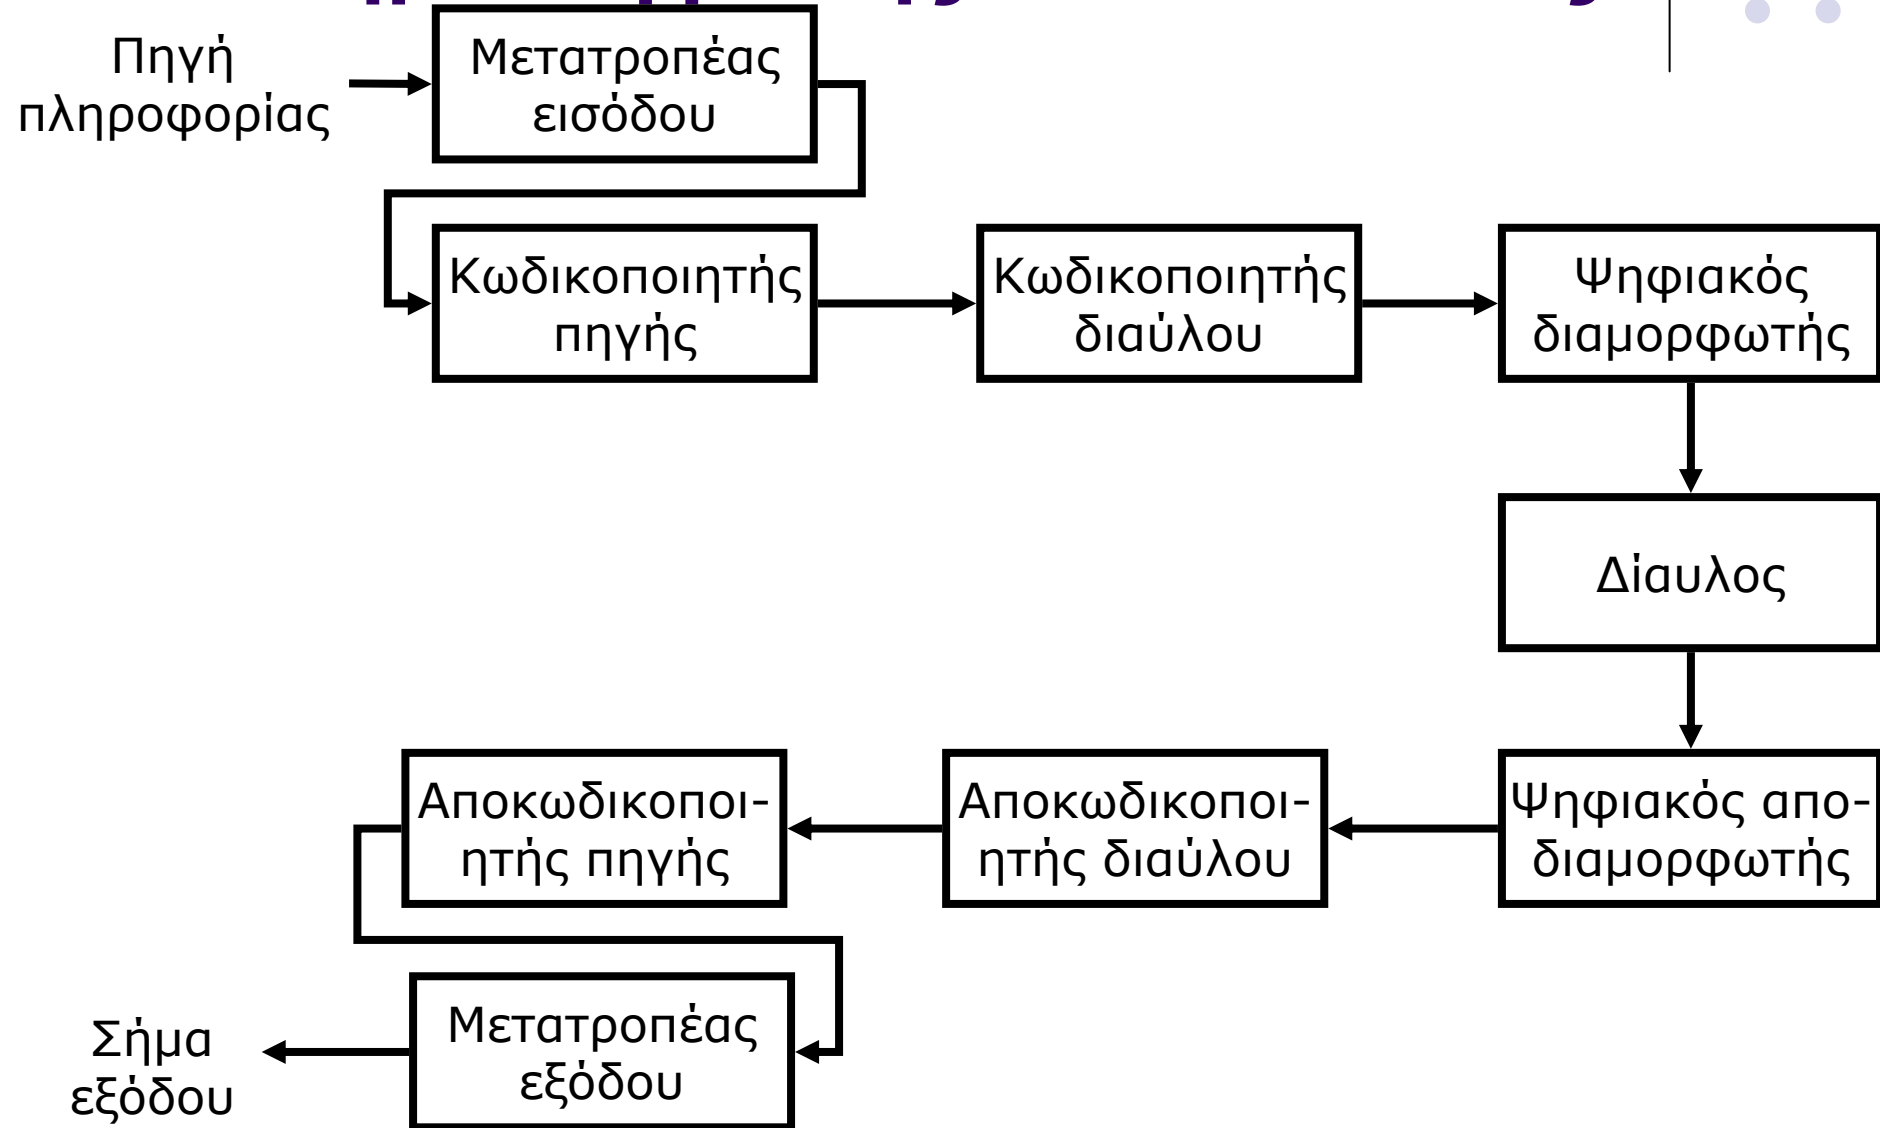 Πηγή
πληροφορίας
Μετατροπέας
εισόδου
Κωδικοποιητής
πηγής
Κωδικοποιητής
διαύλου
Ψηφιακός
διαμορφωτής
Δίαυλος
Ψηφιακός απο-
διαμορφωτής
Αποκωδικοποι-
ητής διαύλου
Αποκωδικοποι-
ητής πηγής
Μετατροπέας
εξόδου
Σήμα
εξόδου